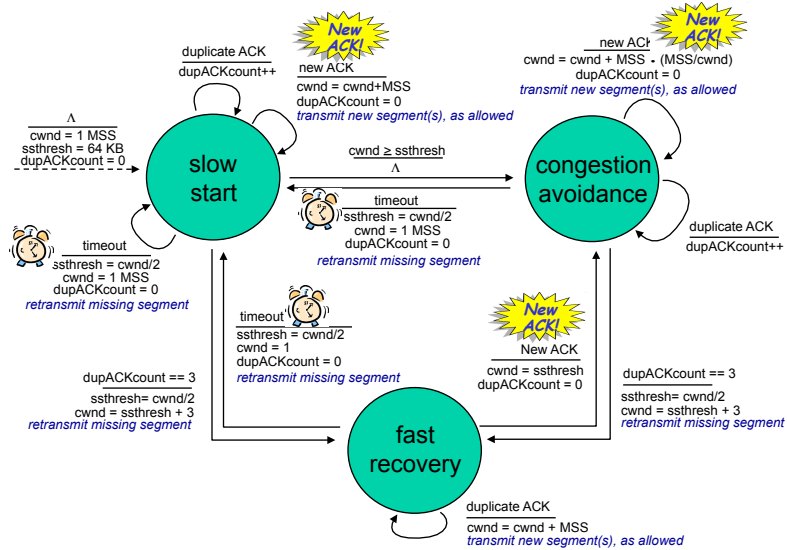 New
ACK!
duplicate ACK
dupACKcount++
new ACK
cwnd = cwnd+MSS
dupACKcount = 0
transmit new segment(s), as allowed
New
ACK!
new ACK
cwnd = cwnd + MSS • (MSS/cwnd)
dupACKcount = 0
transmit new segment(s), as allowed
Λ
cwnd = 1 MSS
ssthresh = 64 KB
dupACKcount = 0
slow
start
cwnd ≥ ssthresh
Λ
congestion
avoidance
timeout
ssthresh = cwnd/2
cwnd = 1 MSS
dupACKcount = 0
retransmit missing segment
duplicate ACK
dupACKcount++
timeout
ssthresh = cwnd/2
cwnd = 1 MSS
dupACKcount = 0
retransmit missing segment
timeout
ssthresh = cwnd/2
cwnd = 1
dupACKcount = 0
retransmit missing segment
New
ACK!
New ACK
cwnd = ssthresh
dupACKcount = 0
dupACKcount == 3
ssthresh= cwnd/2
cwnd = ssthresh + 3
retransmit missing segment
dupACKcount == 3
ssthresh= cwnd/2
cwnd = ssthresh + 3
retransmit missing segment
fast
recovery
duplicate ACK
cwnd = cwnd + MSS
transmit new segment(s), as allowed